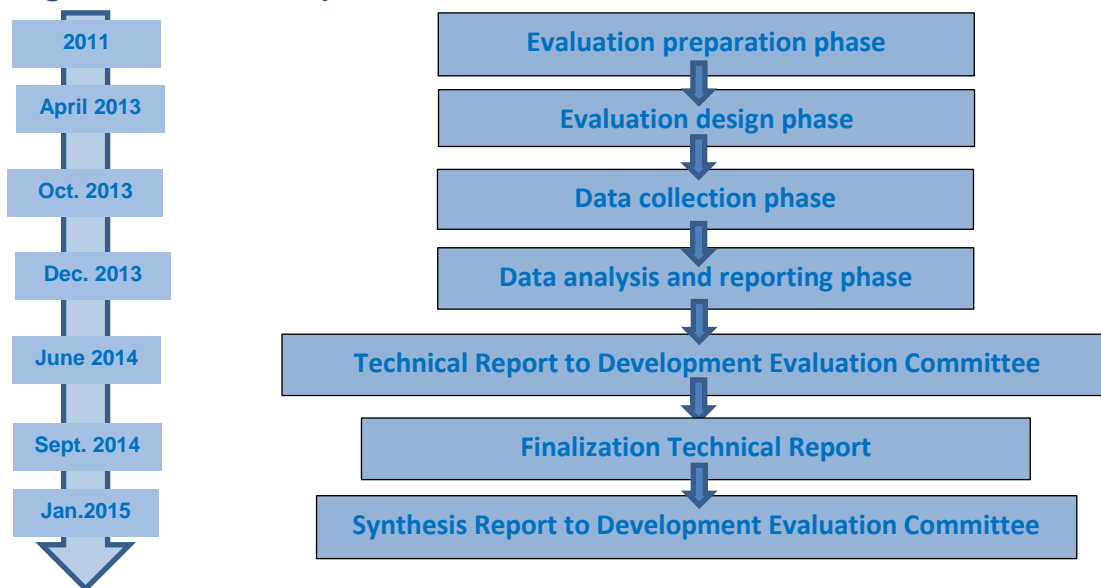 2011
Evaluation preparation phase
April 2013
Evaluation design phase
Oct. 2013
Data collection phase
Dec. 2013
Data analysis and reporting phase
June 2014
Technical Report to Development Evaluation Committee
Sept. 2014
Finalization Technical Report
Jan.2015
Synthesis Report to Development Evaluation Committee